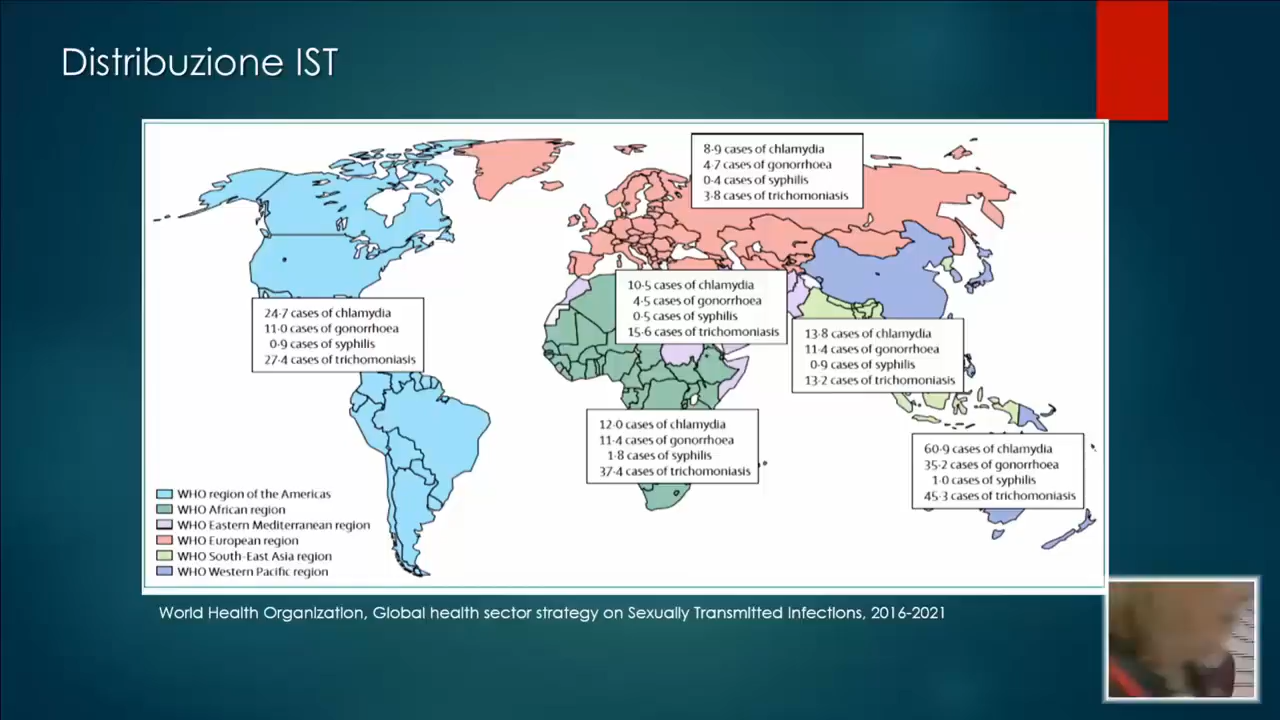 Distribuzione IST
8·9 cases of chlamydia
4·7 cases of gonorrhoea
0·4 cases of syphilis
3·8 cases of trichomoniasis
10·5 cases of chlamydia
4·5 cases of gonorrhoea
0·5 cases of syphilis
15·6 cases of trichomoniasis
24·7 cases of chlamydia
11·0 cases of gonorrhoea
0·9 cases of syphilis
27·4 cases of trichomoniasis
13·8 cases of chlamydia
11·4 cases of gonorrhoea
0·9 cases of syphilis
13·2 cases of trichomoniasis
12·0 cases of chlamydia
11·4 cases of gonorrhoea
1·8 cases of syphilis
37·4 cases of trichomoniasis
60·9 cases of chlamydia
35·2 cases of gonorrhoea
1·0 cases of syphilis
45·3 cases of trichomoniasis
WHO region of the Americas
WHO African region
WHO Eastern Mediterranean region
WHO European region
WHO South-East Asia region
WHO Western Pacific region
World Health Organization, Global health sector strategy on Sexually Transmitted Infections, 2016-2021